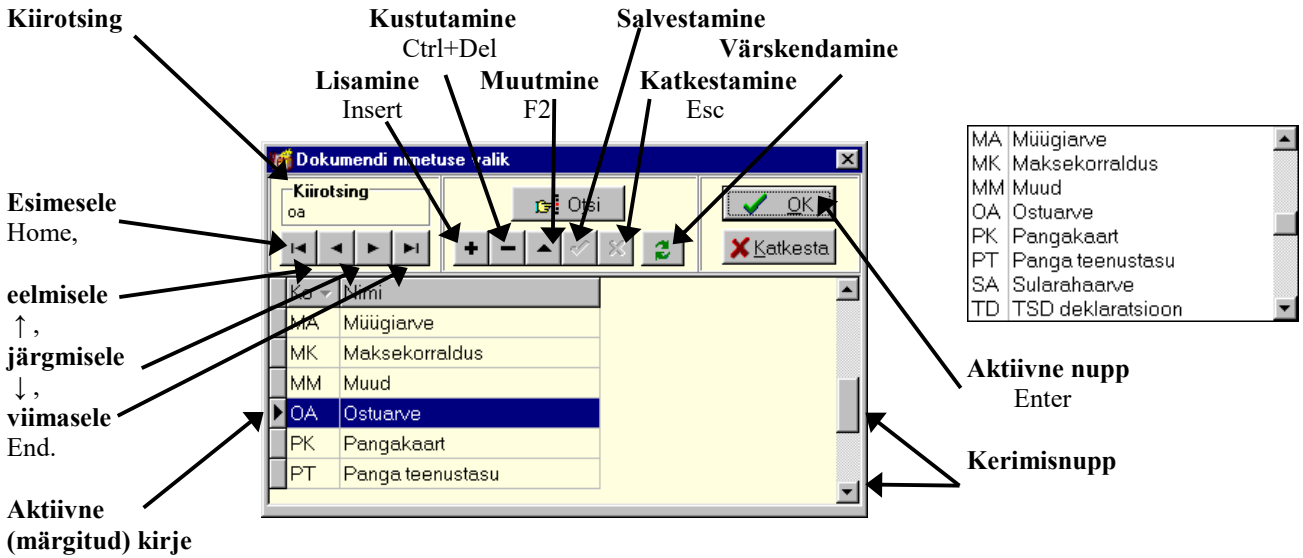 Kiirotsing
Kustutamine
Ctrl+Del
Salvestamine
Värskendamine
Lisamine
Insert
Muutmine
F2
Katkestamine
Esc
Dokumendi nimetuse valik
Kiirotsing
oa
Otsi
OK
Katkesta
Esimesele
Home,
eelmisele
↑ ,
järgmisele
↓ ,
viimasele
End.
Aktiivne
(märgitud) kirje
Ko Nimi
MA Müügiarve
MK Maksekorraldus
MM Muud
OA Ostuarve
PK Pangakaart
PT Panga teenustasu
MA Müügiarve
MK Maksekorraldus
MM Muud
OA Ostuarve
PK Pangakaart
PT Panga teenustasu
SA Sularahaarve
TD TSD deklaratsioon
Aktiivne nupp
Enter
Kerimisnupp